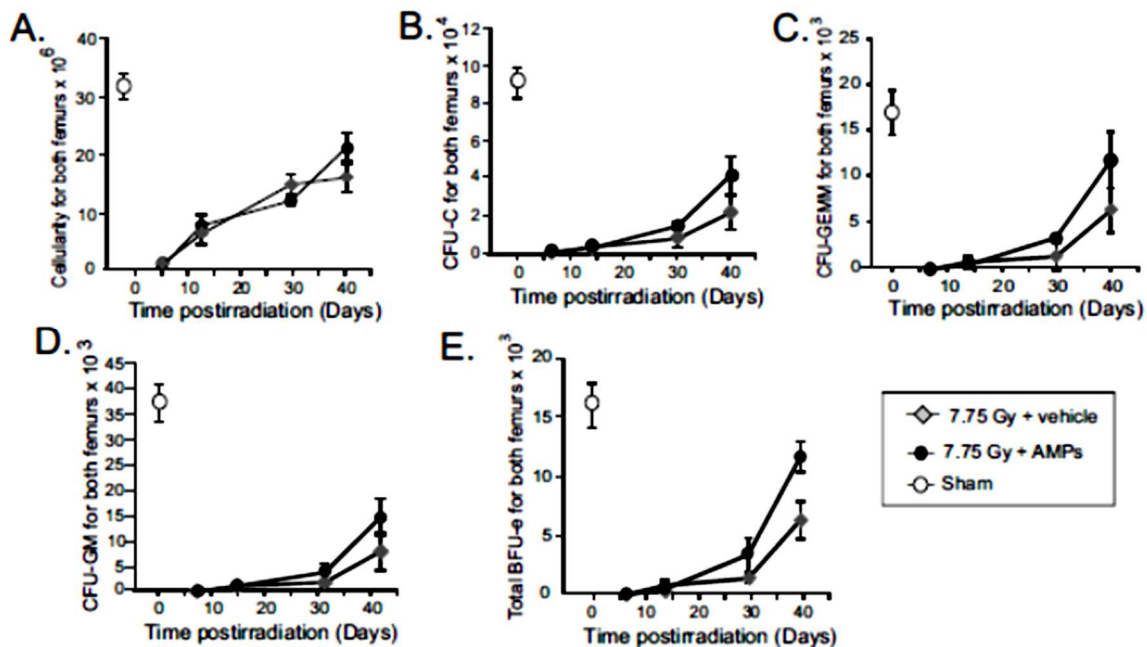 A.
Cellularity for both femurs x 10^6
40
30
20
10
0
0 10 20 30 40
Time postirradiation (Days)
B.
CFU-C for both femurs x 10^4
12
10
8
6
4
2
0
0 10 20 30 40
Time postirradiation (Days)
C.
CFU-GEMM for both femurs x 10^3
25
20
15
10
5
0
0 10 20 30 40
Time postirradiation (Days)
D.
CFU-GM for both femurs x 10^3
45
40
35
30
25
20
15
10
5
0
0 10 20 30 40
Time postirradiation (Days)
E.
Total BFU-e for both femurs x 10^3
20
15
10
5
0
0 10 20 30 40
Time postirradiation (Days)
7.75 Gy + vehicle
7.75 Gy + AMPs
Sham